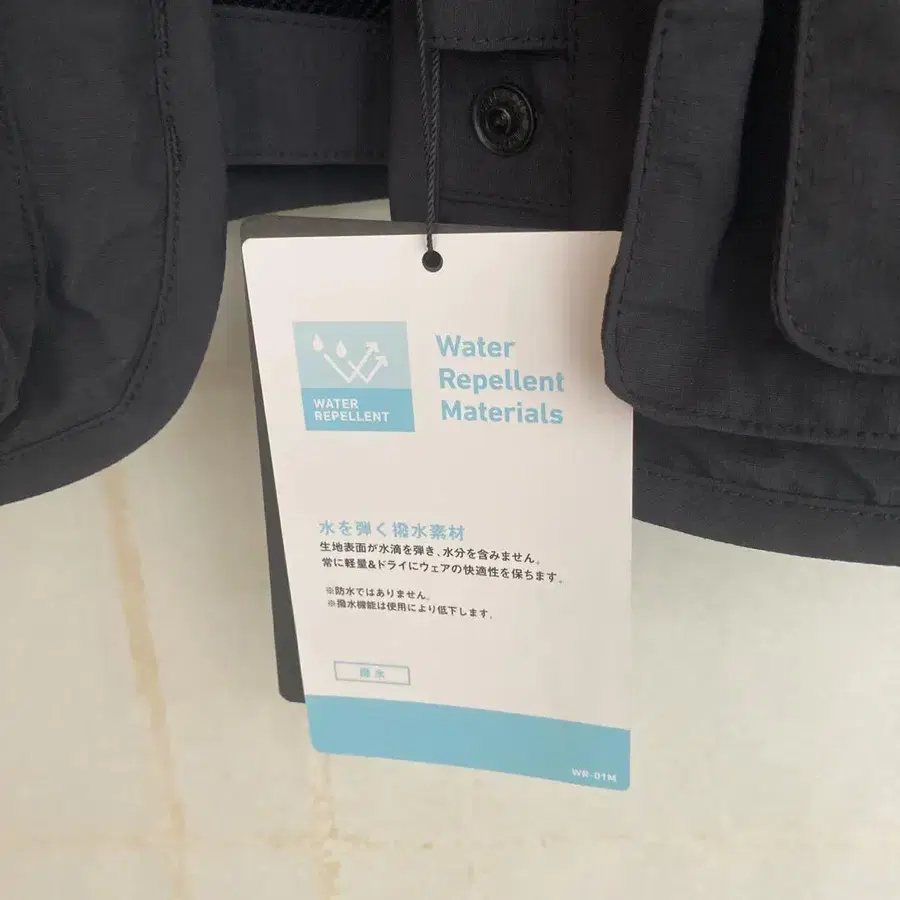 WATER
REPELLENT
Water
Repellent
Materials
水を弾く撥水素材
生地表面が水滴を弾き、水分を含みません。
常に軽量&ドライにウェアの快適性を保ちます。
※防水ではありません。
※撥水機能は使用により低下します。
撥水
WR-01M